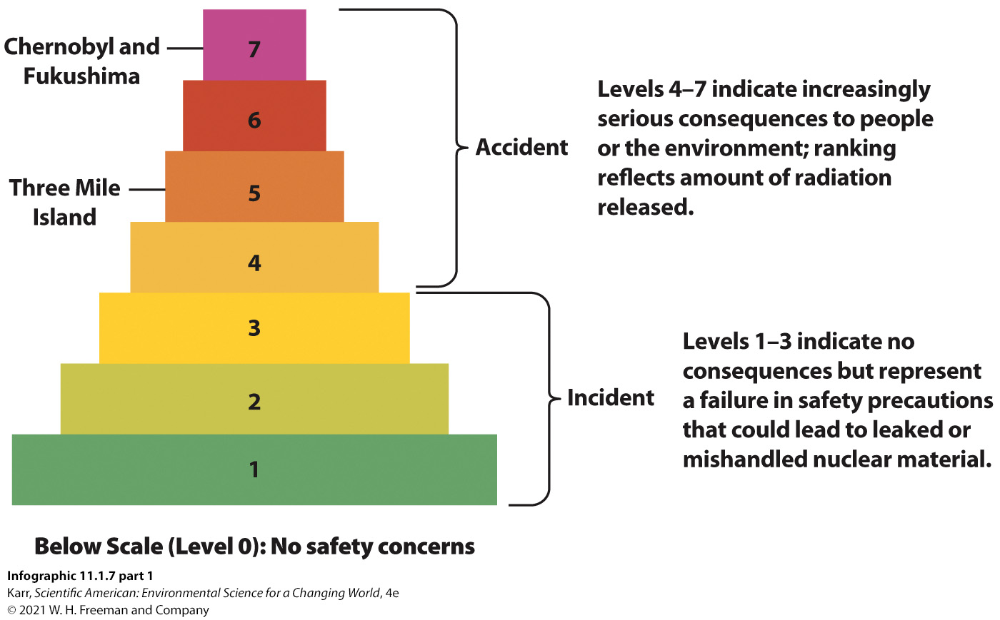 7
Chernobyl and
Fukushima
6
Three Mile
Island
5
4
3
2
1
Accident
Levels 4–7 indicate increasingly
serious consequences to people
or the environment; ranking
reflects amount of radiation
released.
Incident
Levels 1–3 indicate no
consequences but represent
a failure in safety precautions
that could lead to leaked or
mishandled nuclear material.
Below Scale (Level 0): No safety concerns
Infographic 11.1.7 part 1
Karr, Scientific American: Environmental Science for a Changing World, 4e
© 2021 W. H. Freeman and Company